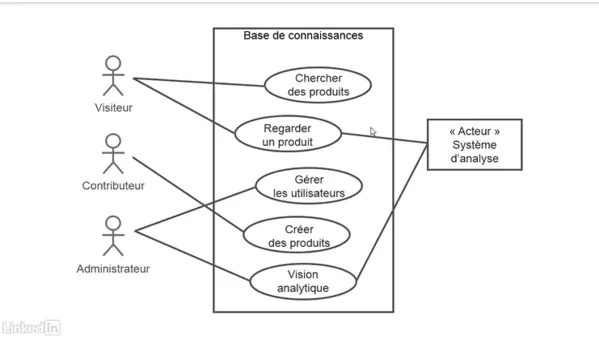 Base de connaissances
Chercher
des produits
Visiteur
Regarder
un produit
« Acteur »
Système
d'analyse
Contributeur
Gérer
les utilisateurs
Créer
des produits
Administrateur
Vision
analytique
LinkedIn